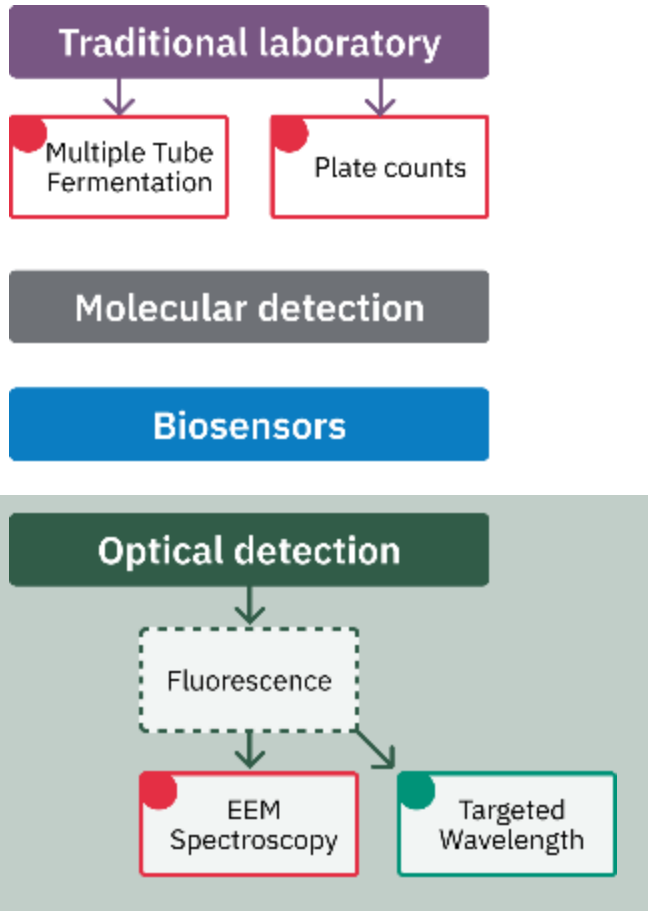 Traditional laboratory
Multiple Tube
Fermentation
Plate counts
Molecular detection
Biosensors
Optical detection
Fluorescence
EEM
Spectroscopy
Targeted
Wavelength